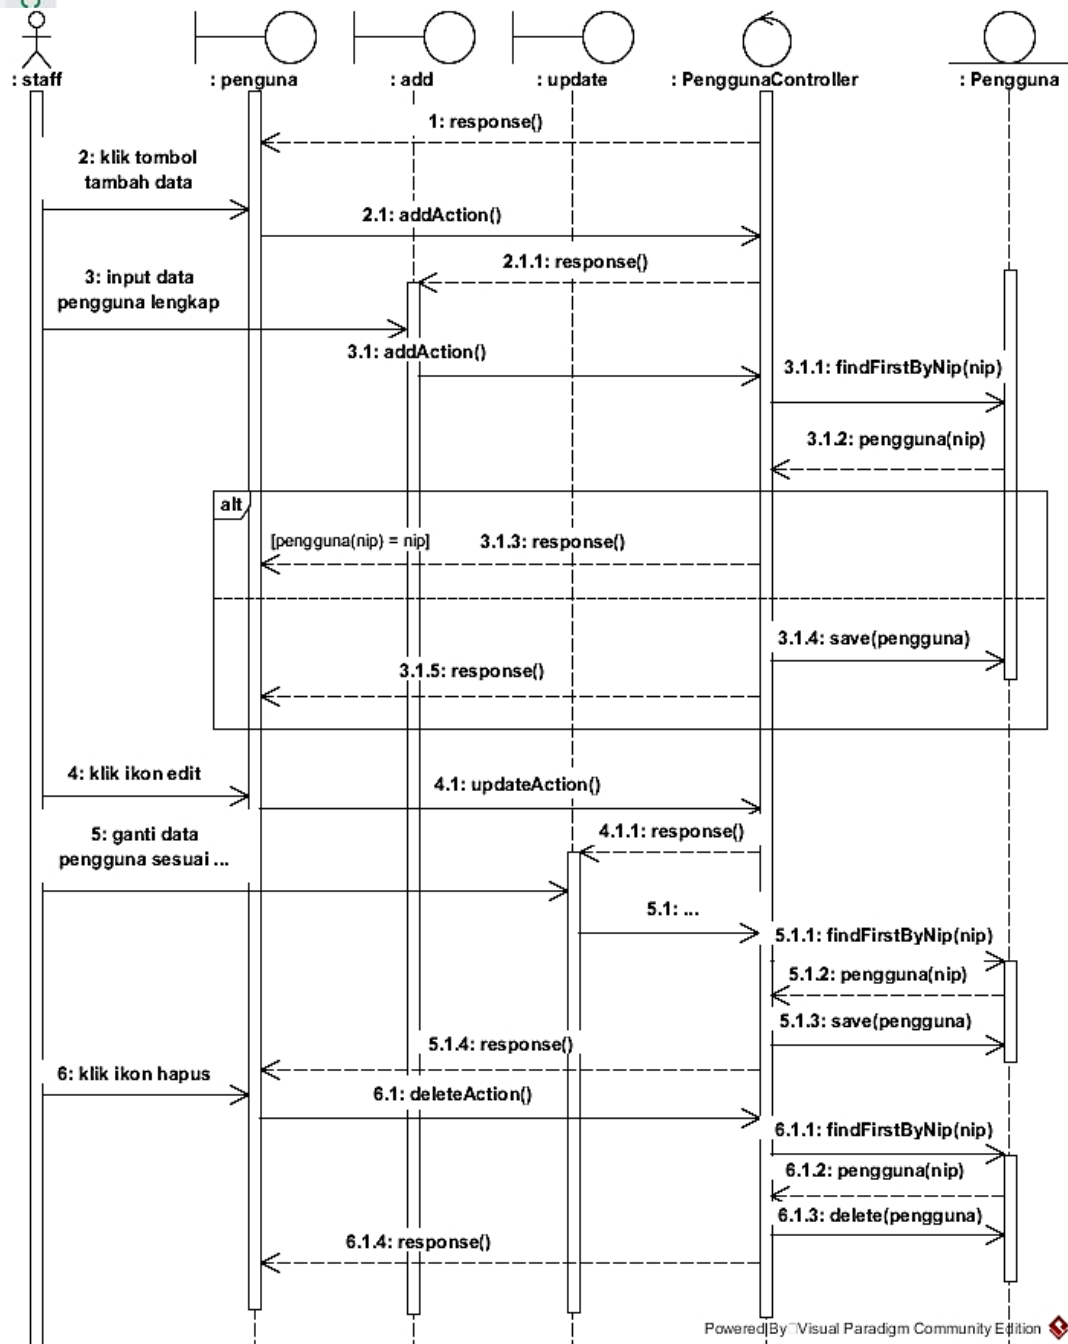 : staff
: penguna
: add
: update
: PenggunaController
: Pengguna
1: response()
2: klik tombol
tambah data
2.1: addAction()
2.1.1: response()
3: input data
pengguna lengkap
3.1: addAction()
3.1.1: findFirstByNip(nip)
3.1.2: pengguna(nip)
alt
[pengguna(nip) = nip]
3.1.3: response()
3.1.4: save(pengguna)
3.1.5: response()
4: klik ikon edit
4.1: updateAction()
4.1.1: response()
5: ganti data
pengguna sesuai ...
5.1: ...
5.1.1: findFirstByNip(nip)
5.1.2: pengguna(nip)
5.1.3: save(pengguna)
5.1.4: response()
6: klik ikon hapus
6.1: deleteAction()
6.1.1: findFirstByNip(nip)
6.1.2: pengguna(nip)
6.1.3: delete(pengguna)
6.1.4: response()
Powered By Visual Paradigm Community Edition